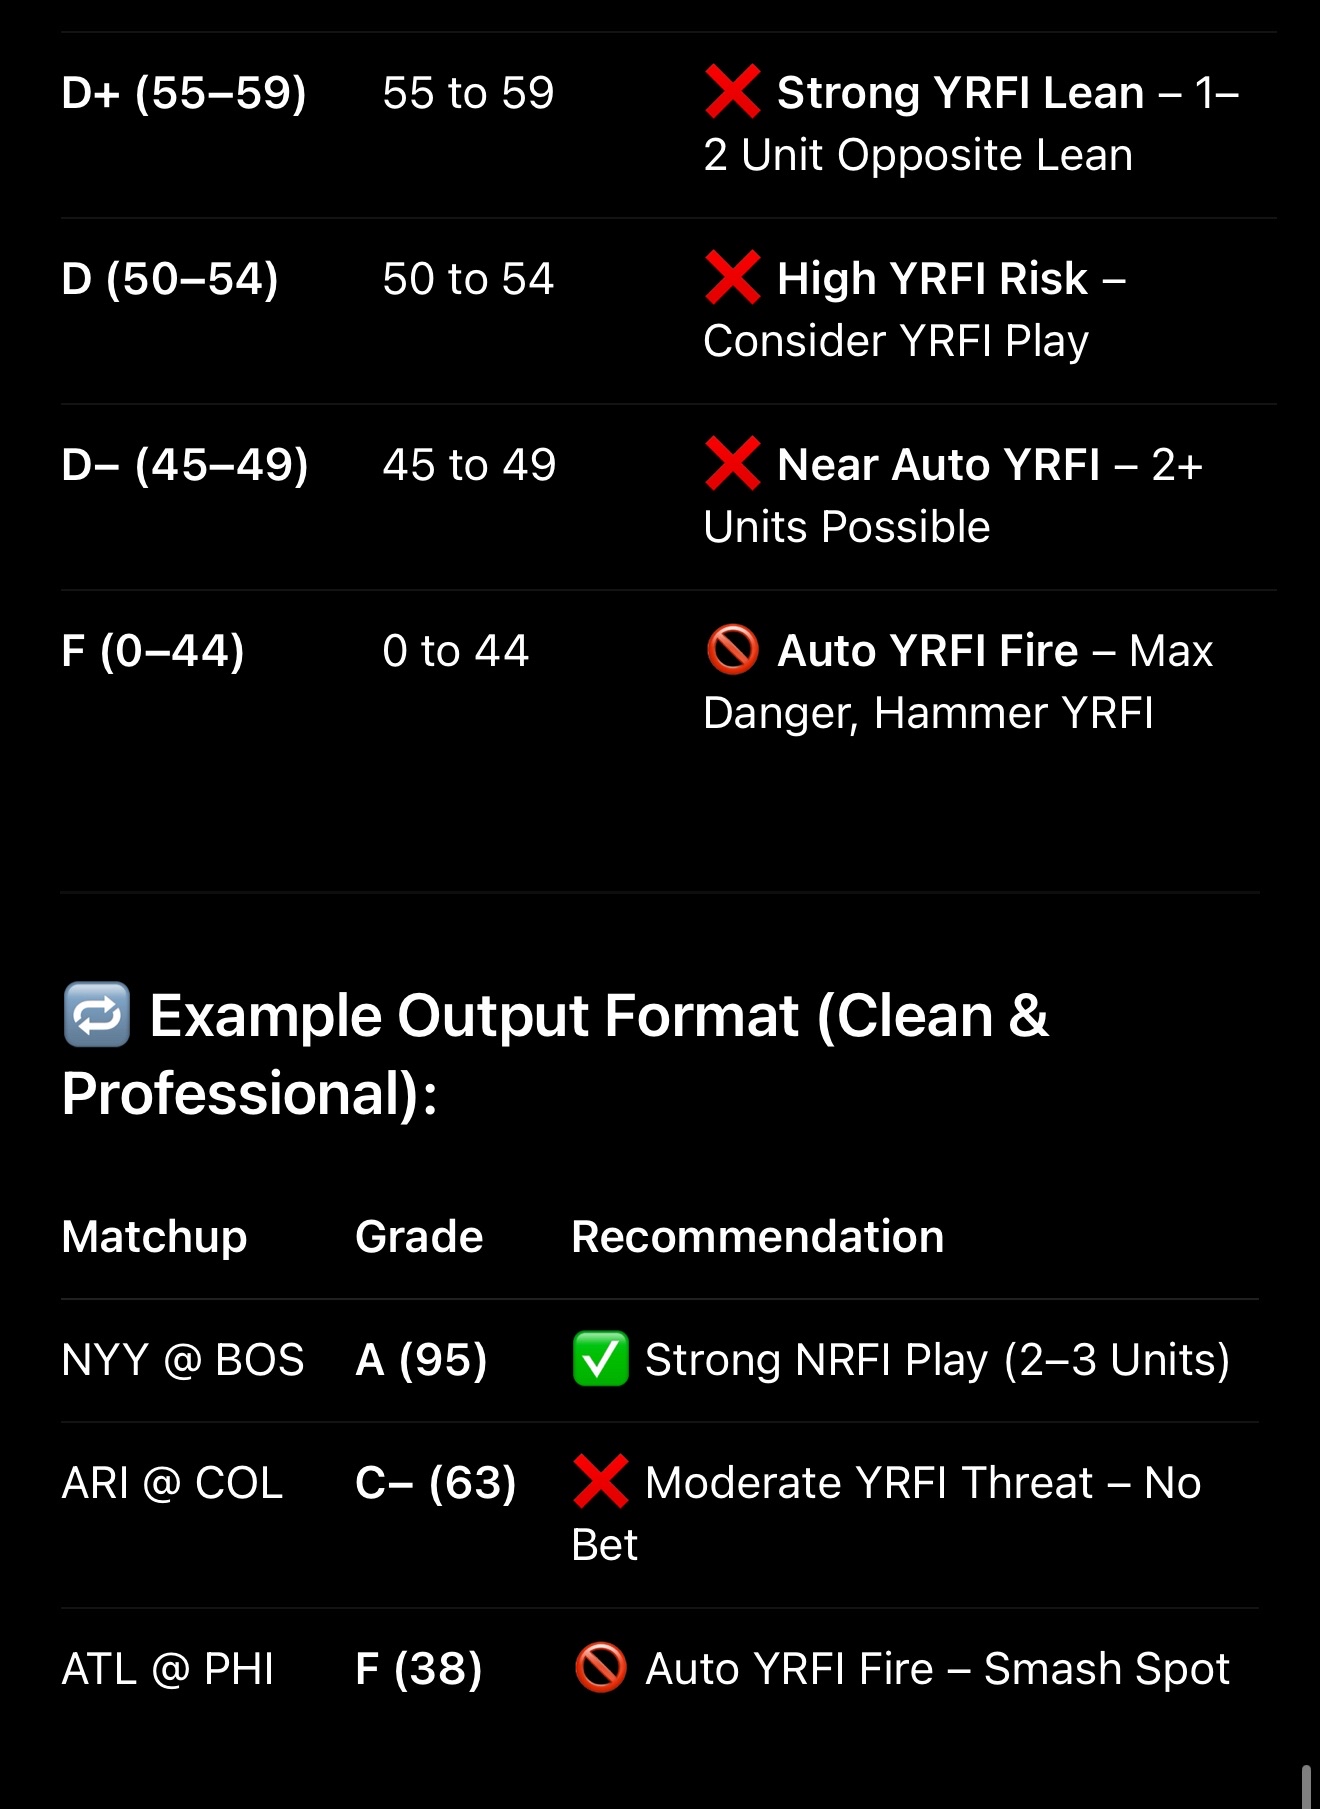 D+ (55–59) 55 to 59 ❌ Strong YRFI Lean – 1–
2 Unit Opposite Lean
D (50–54) 50 to 54 ❌ High YRFI Risk –
Consider YRFI Play
D– (45–49) 45 to 49 ❌ Near Auto YRFI – 2+
Units Possible
F (0–44) 0 to 44 🚫 Auto YRFI Fire – Max
Danger, Hammer YRFI
🔁 Example Output Format (Clean &
Professional):
Matchup Grade Recommendation
NYY @ BOS A (95) ✅ Strong NRFI Play (2–3 Units)
ARI @ COL C– (63) ❌ Moderate YRFI Threat – No
Bet
ATL @ PHI F (38) 🚫 Auto YRFI Fire – Smash Spot